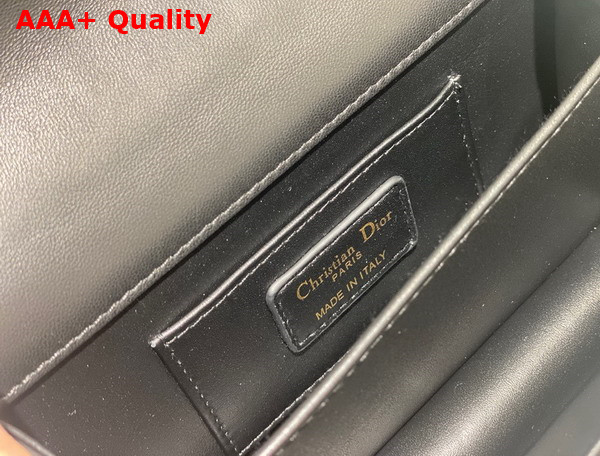 AAA+ Quality
Christian Dior
PARIS
MADE IN ITALY